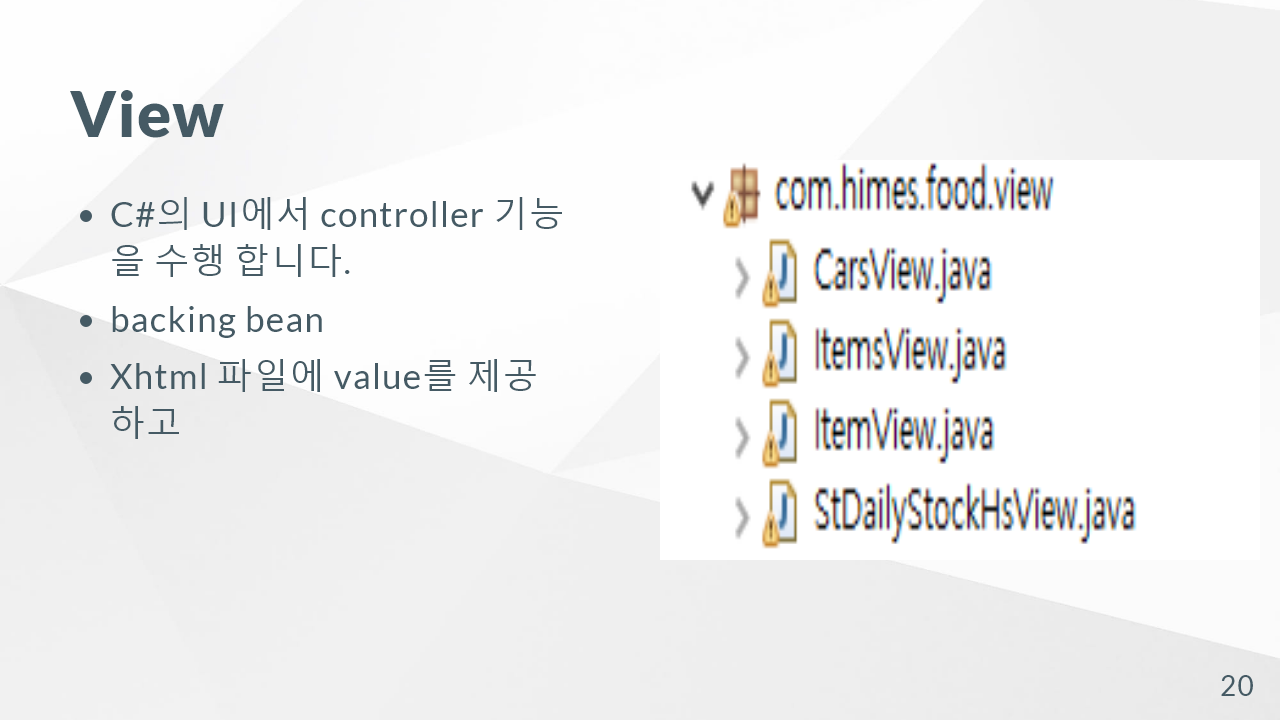 View
C#의 UI에서 controller 기능
을 수행 합니다.
backing bean
Xhtml 파일에 value를 제공
하고
com.himes.food.view
CarsView.java
ItemsView.java
ItemView.java
StDailyStockHsView.java
20